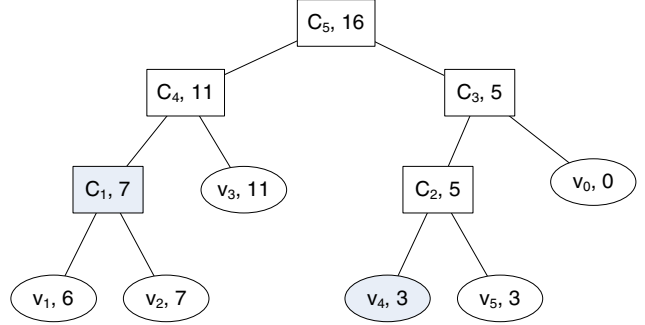 C₅, 16
C₄, 11
C₃, 5
C₁, 7
v₃, 11
C₂, 5
v₀, 0
v₁, 6
v₂, 7
v₄, 3
v₅, 3